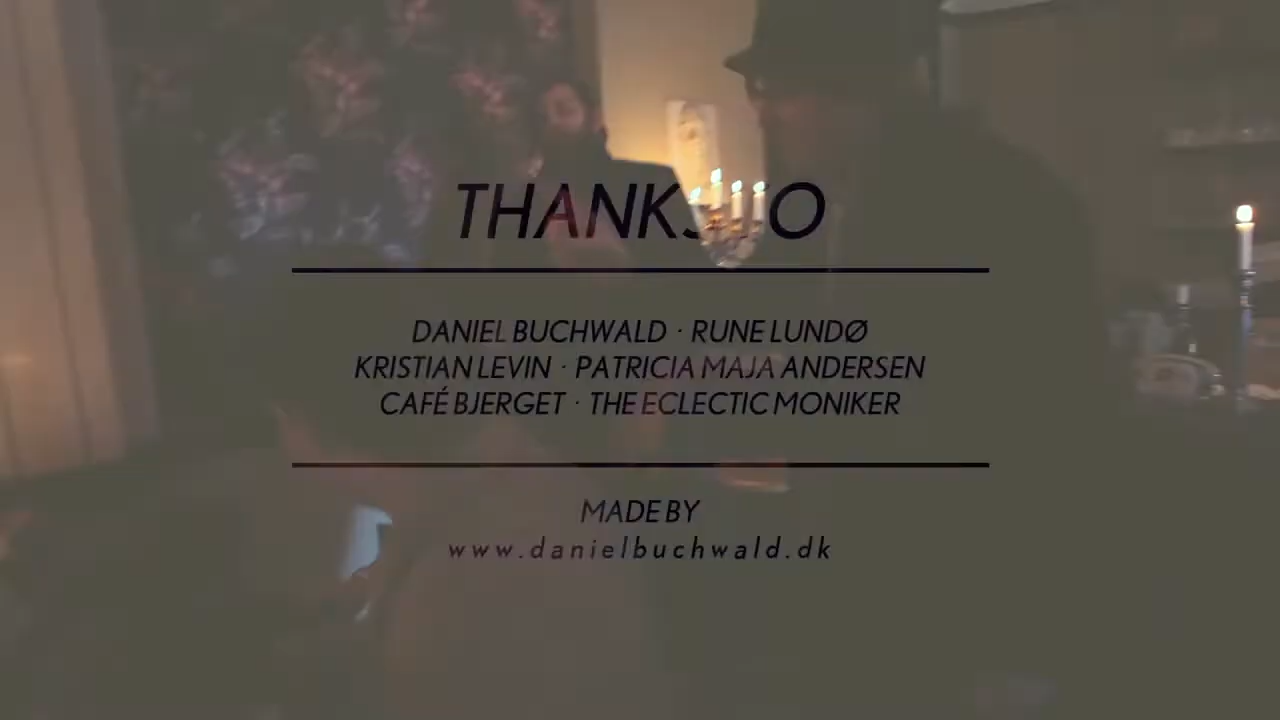 THANKS TO
DANIEL BUCHWALD · RUNE LUNDØ
KRISTIAN LEVIN · PATRICIA MAJA ANDERSEN
CAFÉ BJERGET · THE ECLECTIC MONIKER
MADE BY
www.danielbuchwald.dk